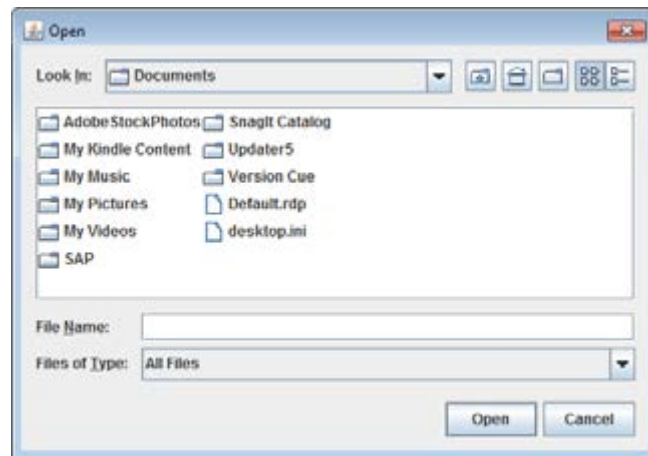 Open
Look In: Documents
AdobeStockPhotos SnagIt Catalog
My Kindle Content Updater5
My Music Version Cue
My Pictures Default.rdp
My Videos desktop.ini
SAP
File Name:
Files of Type: All Files
Open Cancel